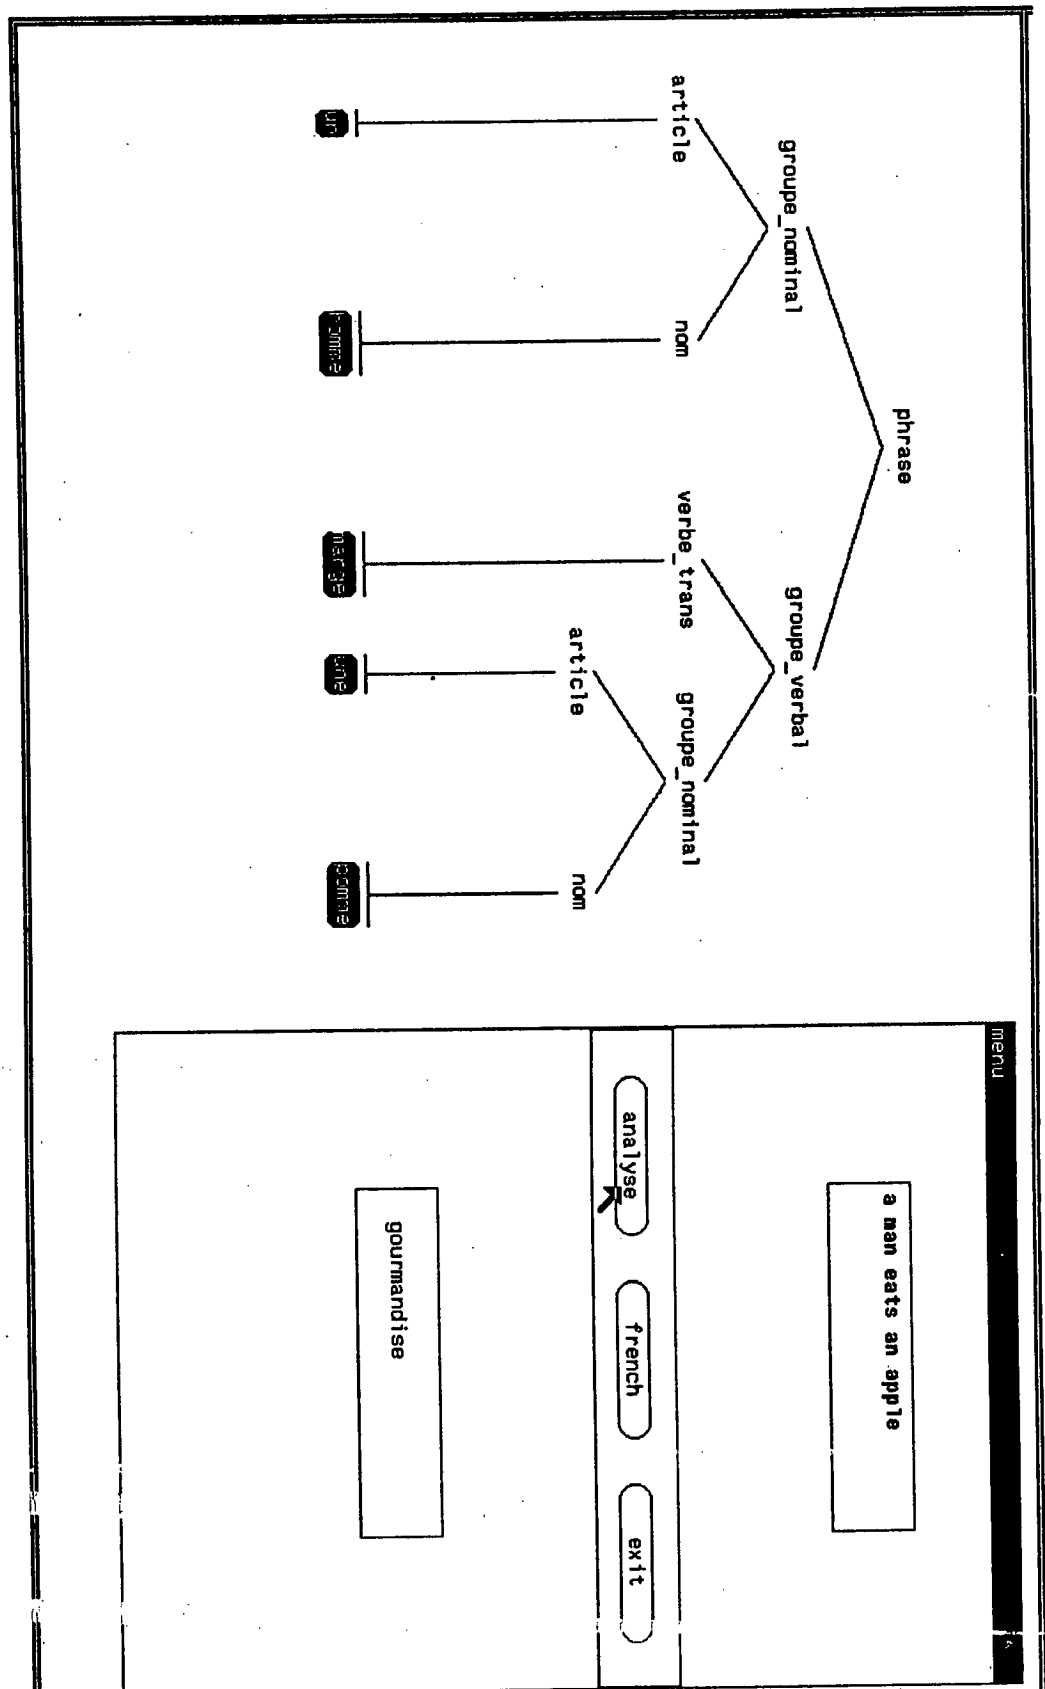 phrase
groupe_nominal
groupe_verbal
article
nom
verbe_trans
groupe_nominal
article
nom
un
homme
mange
une
pomme
menu
a man eats an apple
analyse
french
exit
gourmandise